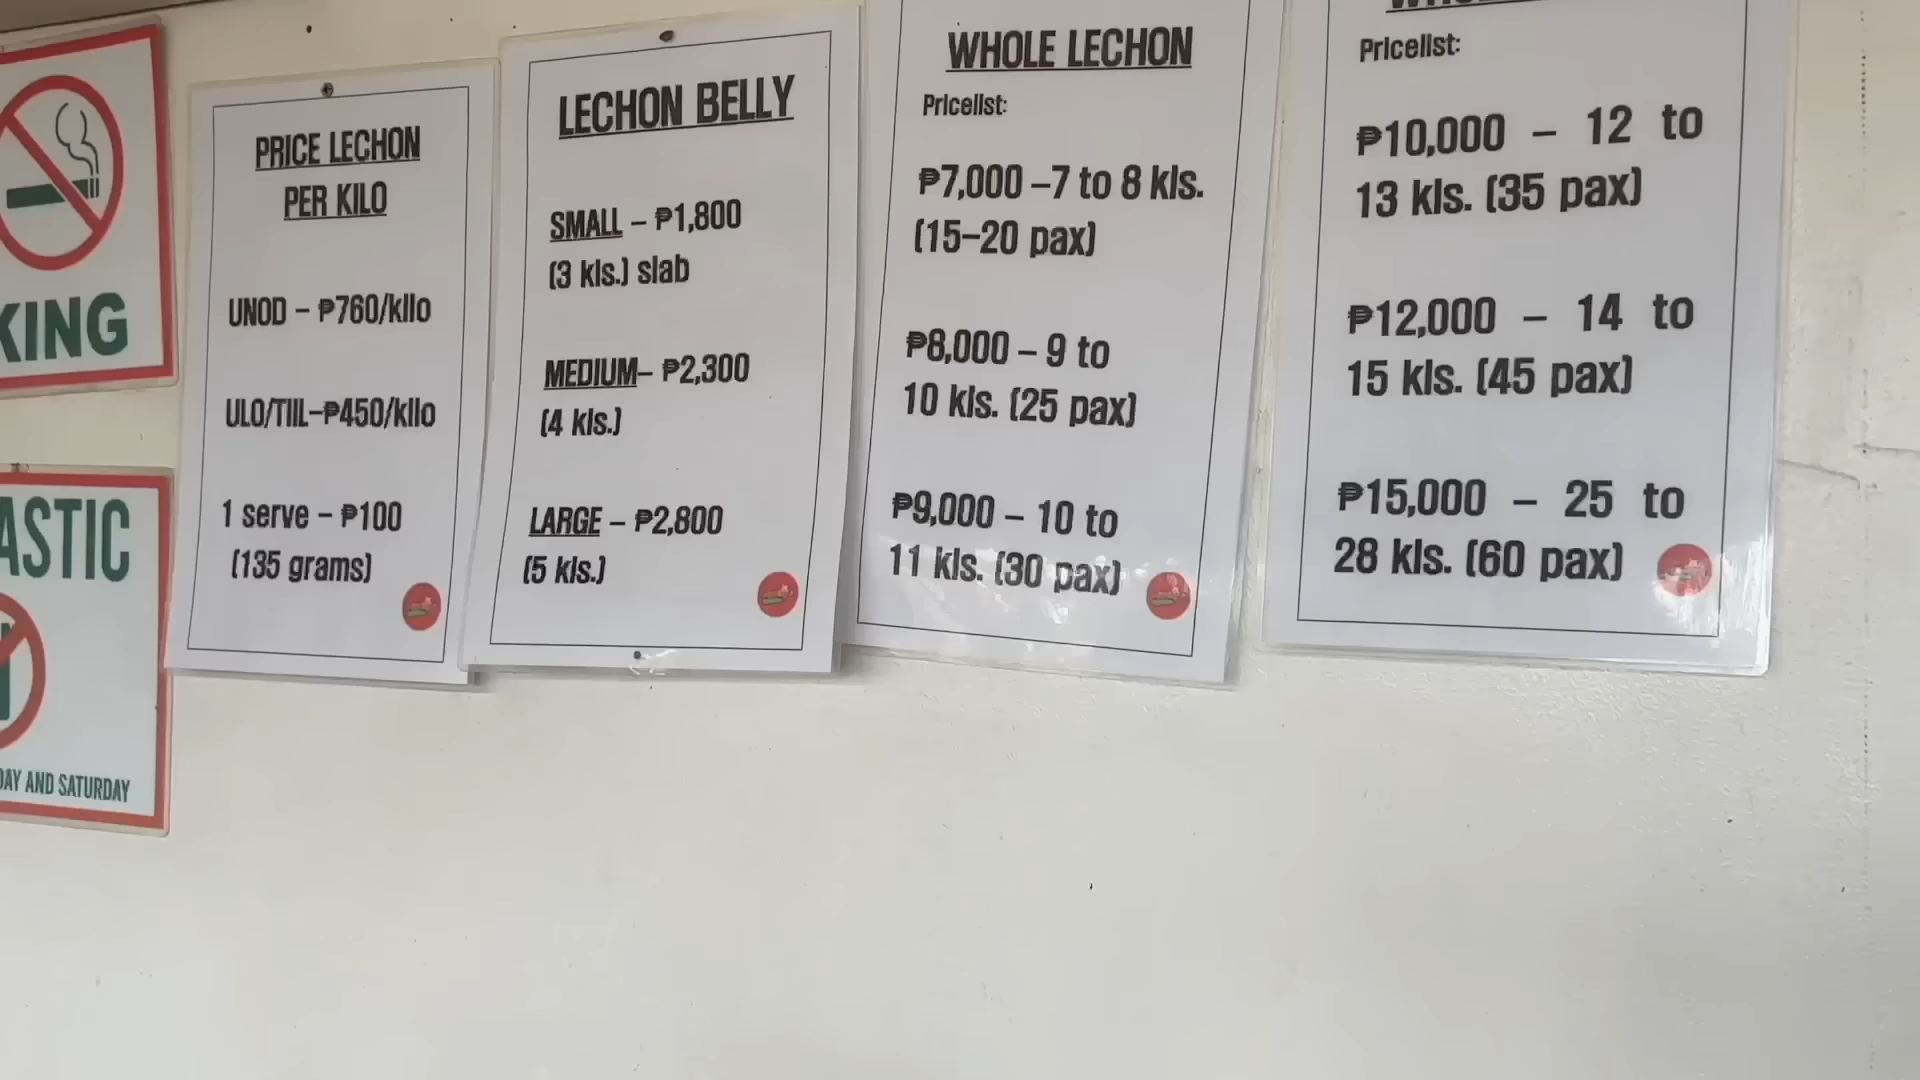 KING
ASTIC
DAY AND SATURDAY
PRICE LECHON
PER KILO
UNOD – ₱760/kilo
ULO/TIIL–₱450/kilo
1 serve – ₱100
(135 grams)
LECHON BELLY
SMALL – ₱1,800
(3 kls.) slab
MEDIUM– ₱2,300
(4 kls.)
LARGE – ₱2,800
(5 kls.)
WHOLE LECHON
Pricelist:
₱7,000 –7 to 8 kls.
(15–20 pax)
₱8,000 – 9 to
10 kls. (25 pax)
₱9,000 – 10 to
11 kls. (30 pax)
Pricelist:
₱10,000 – 12 to
13 kls. (35 pax)
₱12,000 – 14 to
15 kls. (45 pax)
₱15,000 – 25 to
28 kls. (60 pax)